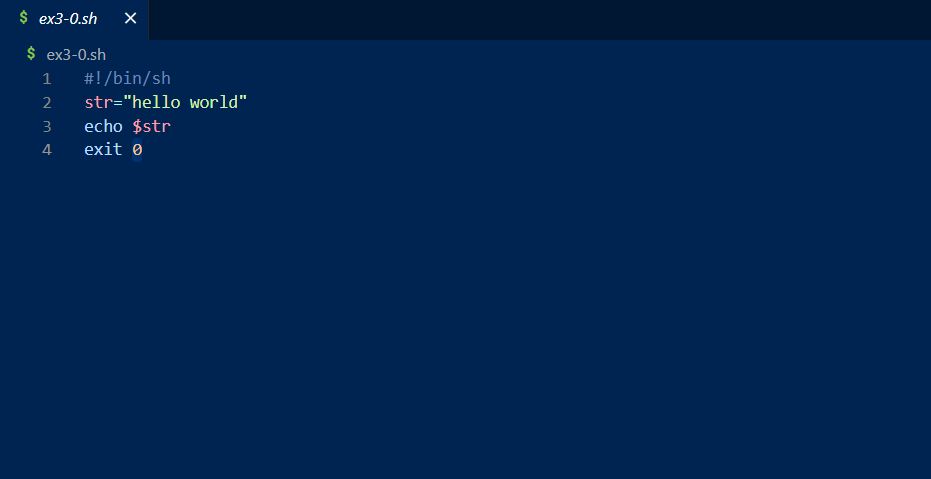 $ ex3-0.sh ✕
$ ex3-0.sh
1 #!/bin/sh
2 str="hello world"
3 echo $str
4 exit 0